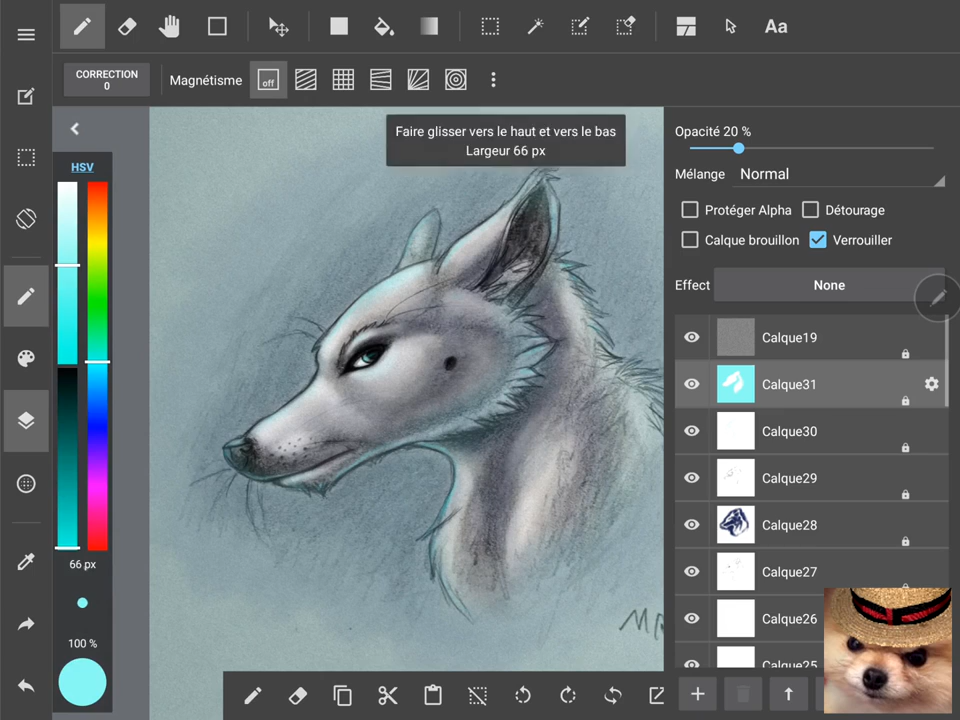 Aa
CORRECTION
0
Magnétisme
off
Faire glisser vers le haut et vers le bas
Largeur 66 px
HSV
66 px
100 %
Opacité 20 %
Mélange Normal
Protéger Alpha Détourage
Calque brouillon Verrouiller
Effect None
Calque19
Calque31
Calque30
Calque29
Calque28
Calque27
Calque26
Calque25